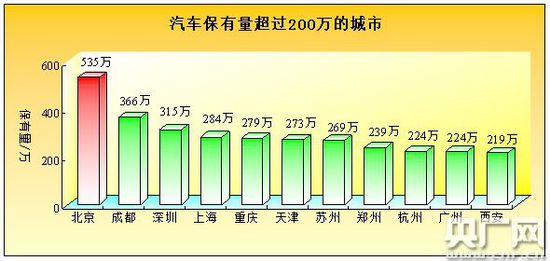 汽车保有量超过200万的城市
保有量/万
600
400
200
0
535万
366万
315万
284万
279万
273万
269万
239万
224万
224万
219万
北京 成都 深圳 上海 重庆 天津 苏州 郑州 杭州 广州 西安
央广网
www.cnr.cn